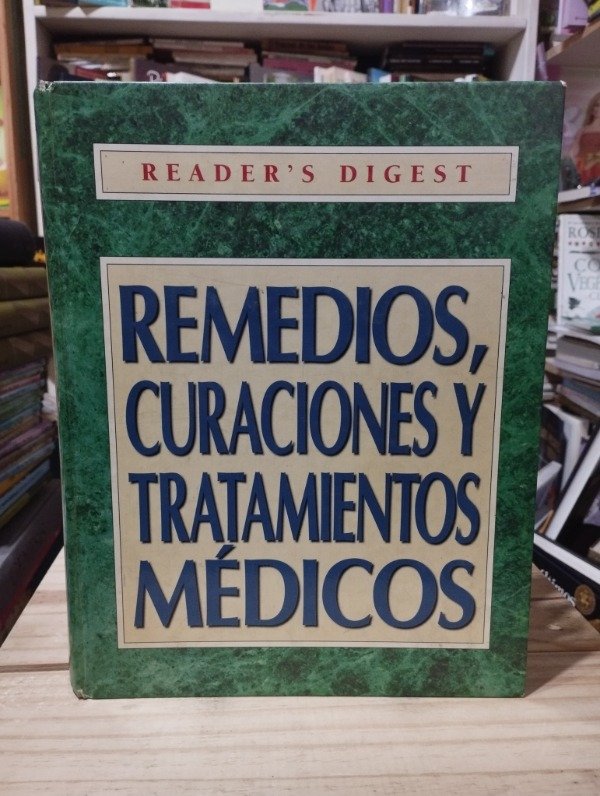 READER'S DIGEST
REMEDIOS,
CURACIONES Y
TRATAMIENTOS
MÉDICOS